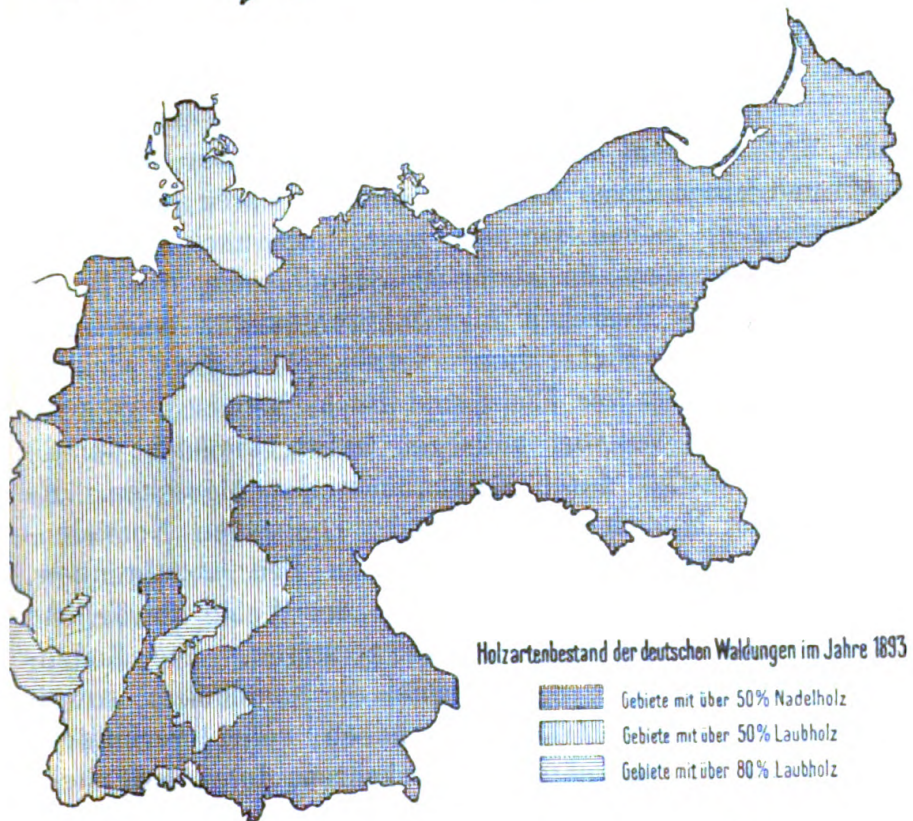 Holzartenbestand der deutschen Waldungen im Jahre 1893
Gebiete mit über 50% Nadelholz
Gebiete mit über 50% Laubholz
Gebiete mit über 80% Laubholz